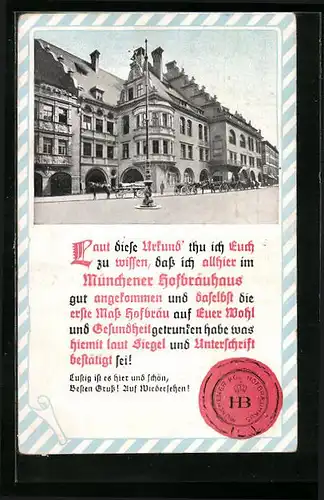 Laut diese Urkund' thu ich Euch
zu wissen, daß ich allhier im
Münchener Hofbräuhaus
gut angekommen und daselbst die
erste Maß Hofbräu auf Euer Wohl
und Gesundheit getrunken habe was
hiermit laut Siegel und Unterschrift
bestätigt sei!
Lustig ist es hier und schön,
Besten Gruß! Auf Wiedersehen!
HB